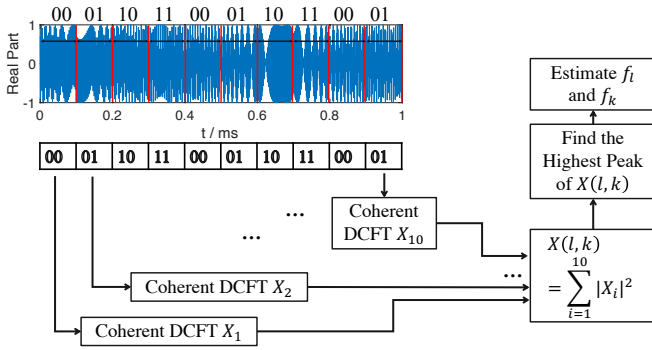 00 01 10 11 00 01 10 11 00 01
1
0
-1
Real Part
0 0.2 0.4 0.6 0.8 1
t / ms
00 01 10 11 00 01 10 11 00 01
Estimate f_l
and f_k
Find the
Highest Peak
of X(l, k)
...
...
Coherent
DCFT X_10
X(l, k)
= \sum_{i=1}^{10} |X_i|^2
...
Coherent DCFT X_2
Coherent DCFT X_1